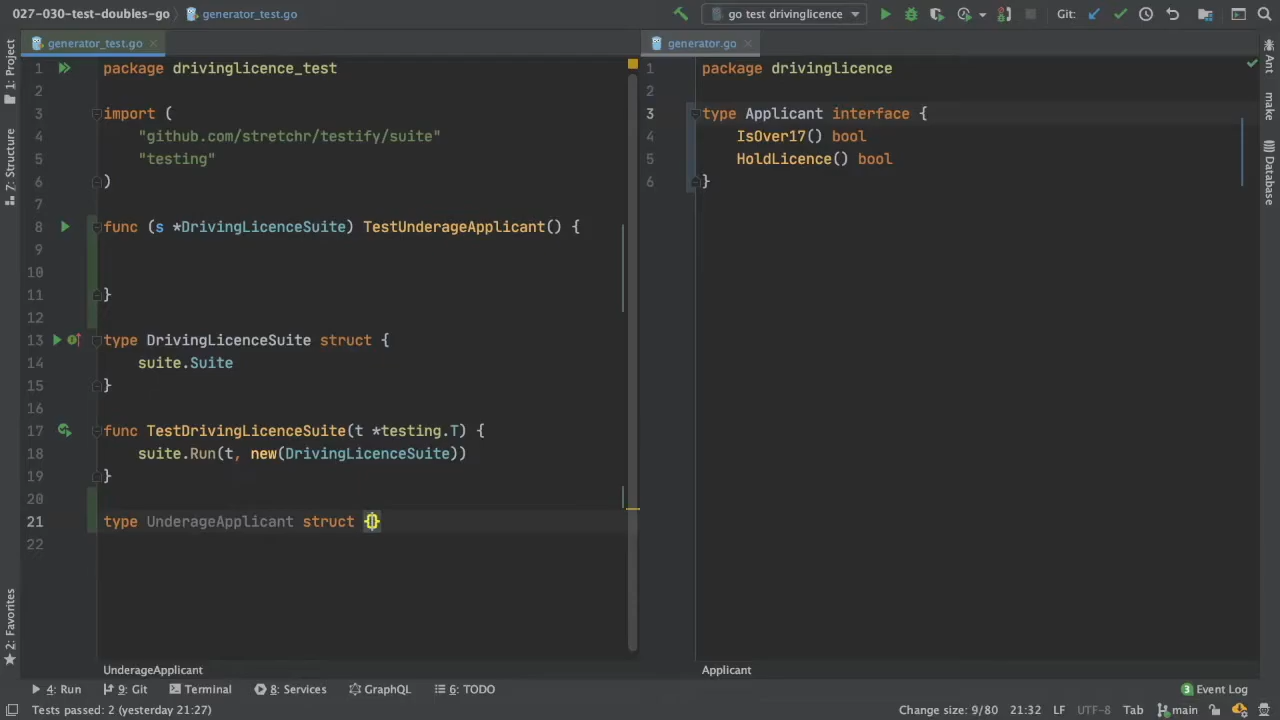 027-030-test-doubles-go generator_test.go go test drivinglicence Git:
generator_test.go
1 package drivinglicence_test
2
3 import (
4 "github.com/stretchr/testify/suite"
5 "testing"
6 )
7
8 func (s *DrivingLicenceSuite) TestUnderageApplicant() {
9
10
11 }
12
13 type DrivingLicenceSuite struct {
14 suite.Suite
15 }
16
17 func TestDrivingLicenceSuite(t *testing.T) {
18 suite.Run(t, new(DrivingLicenceSuite))
19 }
20
21 type UnderageApplicant struct {}
22
UnderageApplicant
generator.go
1 package drivinglicence
2
3 type Applicant interface {
4 IsOver17() bool
5 HoldLicence() bool
6 }
Applicant
1: Project
7: Structure
2: Favorites
Ant
make
Database
4: Run 9: Git Terminal 8: Services GraphQL 6: TODO 3 Event Log
Tests passed: 2 (yesterday 21:27) Change size: 9/80 21:32 LF UTF-8 Tab main